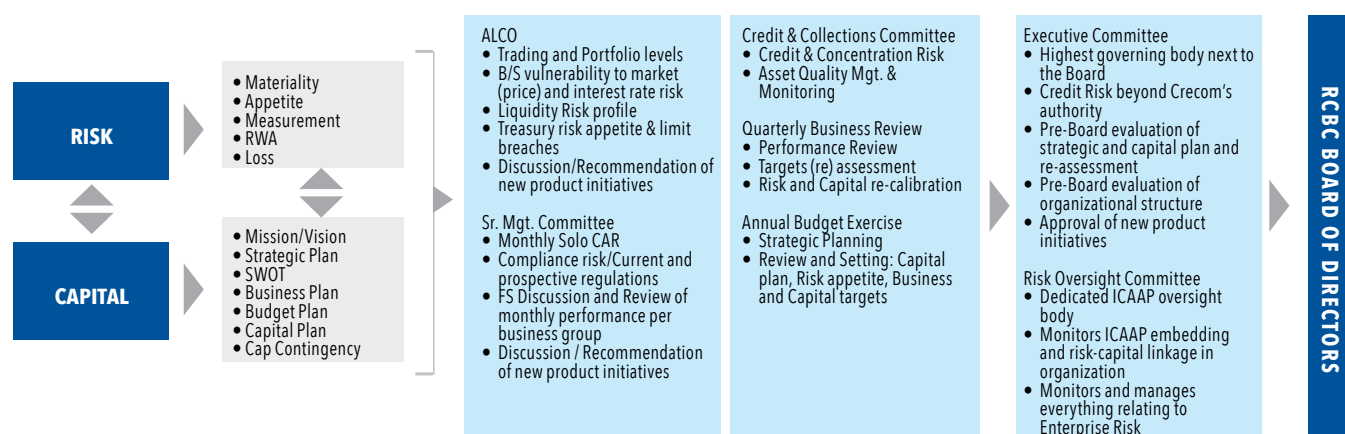 RISK
• Materiality
• Appetite
• Measurement
• RWA
• Loss
CAPITAL
• Mission/Vision
• Strategic Plan
• SWOT
• Business Plan
• Budget Plan
• Capital Plan
• Cap Contingency
ALCO
• Trading and Portfolio levels
• B/S vulnerability to market
(price) and interest rate risk
• Liquidity Risk profile
• Treasury risk appetite & limit
breaches
• Discussion/Recommendation of
new product initiatives
Sr. Mgt. Committee
• Monthly Solo CAR
• Compliance risk/Current and
prospective regulations
• FS Discussion and Review of
monthly performance per
business group
• Discussion / Recommendation
of new product initiatives
Credit & Collections Committee
• Credit & Concentration Risk
• Asset Quality Mgt. &
Monitoring
Quarterly Business Review
• Performance Review
• Targets (re) assessment
• Risk and Capital re-calibration
Annual Budget Exercise
• Strategic Planning
• Review and Setting: Capital
plan, Risk appetite, Business
and Capital targets
Executive Committee
• Highest governing body next to
the Board
• Credit Risk beyond Crecom's
authority
• Pre-Board evaluation of
strategic and capital plan and
re-assessment
• Pre-Board evaluation of
organizational structure
• Approval of new product
initiatives
Risk Oversight Committee
• Dedicated ICAAP oversight
body
• Monitors ICAAP embedding
and risk-capital linkage in
organization
• Monitors and manages
everything relating to
Enterprise Risk
RCBC BOARD OF DIRECTORS